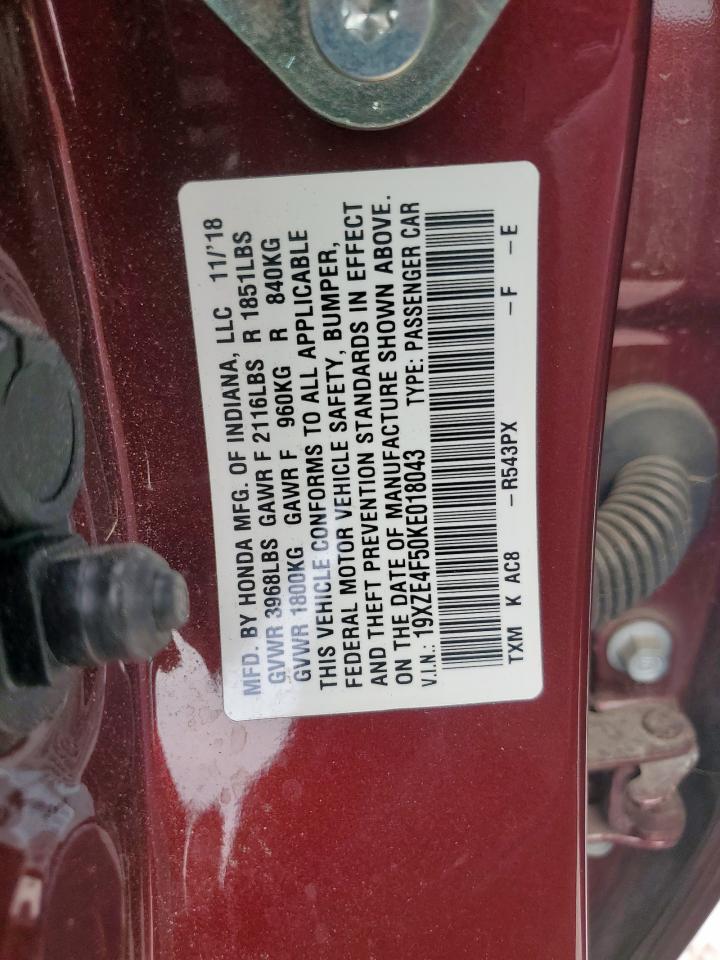 MFD. BY HONDA MFG. OF INDIANA, LLC 11/'18
GVWR 3968LBS GAWR F 2116LBS R 1851LBS
GVWR 1800KG GAWR F 960KG R 840KG
THIS VEHICLE CONFORMS TO ALL APPLICABLE
FEDERAL MOTOR VEHICLE SAFETY, BUMPER,
AND THEFT PREVENTION STANDARDS IN EFFECT
ON THE DATE OF MANUFACTURE SHOWN ABOVE.
V.I.N.: 19XZE4F50KE018043 TYPE: PASSENGER CAR
TXM K AC8 -R543PX -F -E